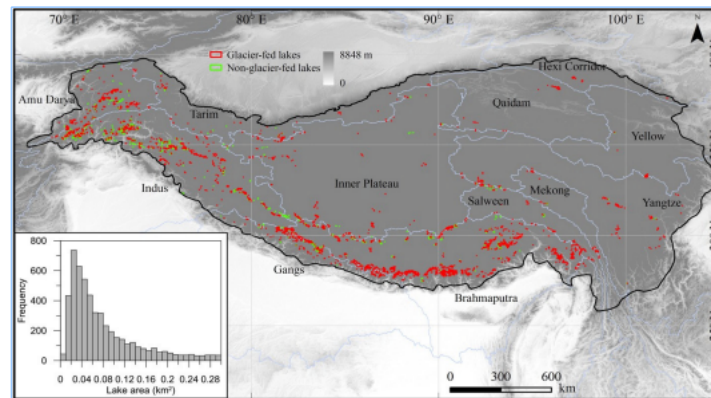 70° E 80° E 90° E 100° E
N
Glacier-fed lakes
Non-glacier-fed lakes
8848 m
0
Hexi Corridor
Amu Darya
Tarim
Qaidam
Yellow
Indus
Inner Plateau
Mekong
Salween
Yangtze
Gangs
Brahmaputra
800
600
400
200
0
Frequency
0 0.04 0.08 0.12 0.16 0.2 0.24 0.28
Lake area (km²)
0 300 600
km